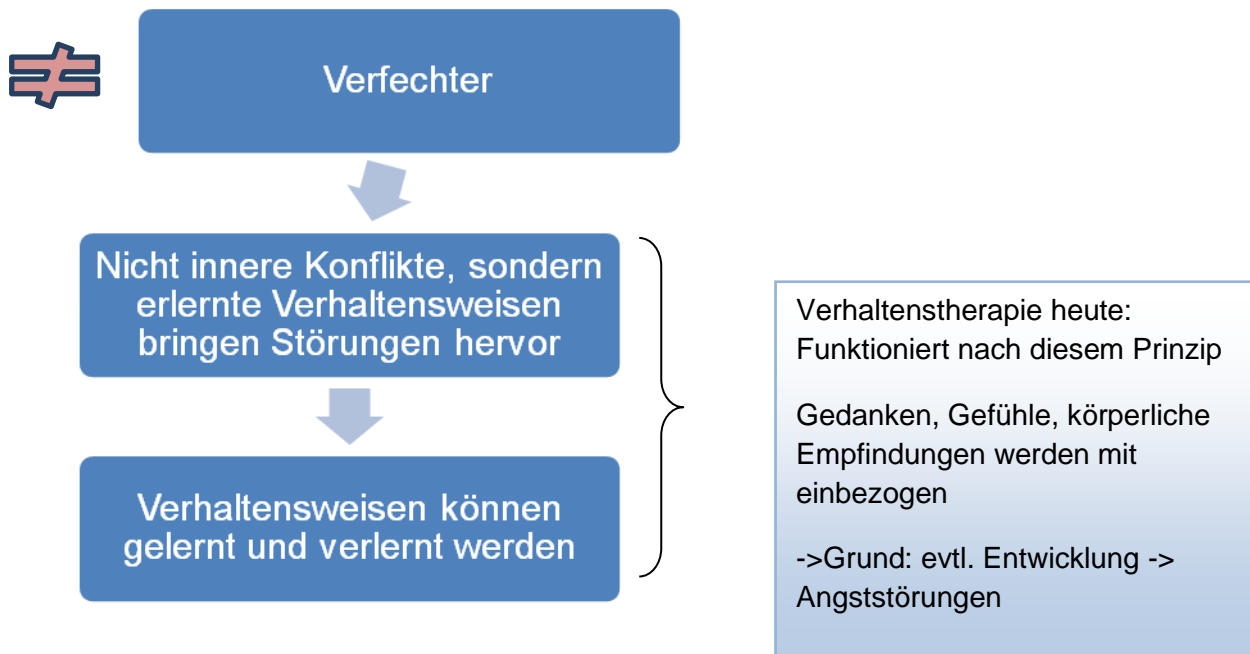 ≠
Verfechter
Nicht innere Konflikte, sondern
erlernte Verhaltensweisen
bringen Störungen hervor
Verhaltensweisen können
gelernt und verlernt werden
Verhaltenstherapie heute:
Funktioniert nach diesem Prinzip
Gedanken, Gefühle, körperliche
Empfindungen werden mit
einbezogen
->Grund: evtl. Entwicklung ->
Angststörungen